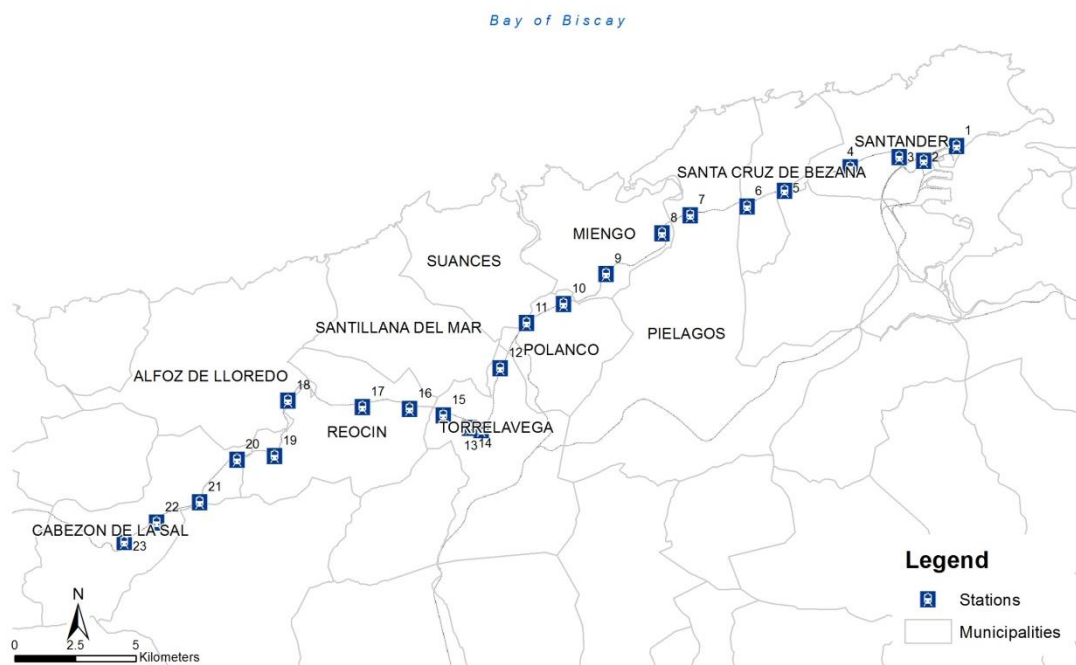 Bay of Biscay
1
SANTANDER
2
3
4
SANTA CRUZ DE BEZANA
5
6
7
8
MIENGO
9
SUANCES
10
11
SANTILLANA DEL MAR
PIELAGOS
POLANCO
12
ALFOZ DE LLOREDO
18
17
16
15
REOCIN
TORRELAVEGA
13
14
20
19
21
22
CABEZON DE LA SAL
23
Legend
Stations
Municipalities
N
0
2.5
5
Kilometers